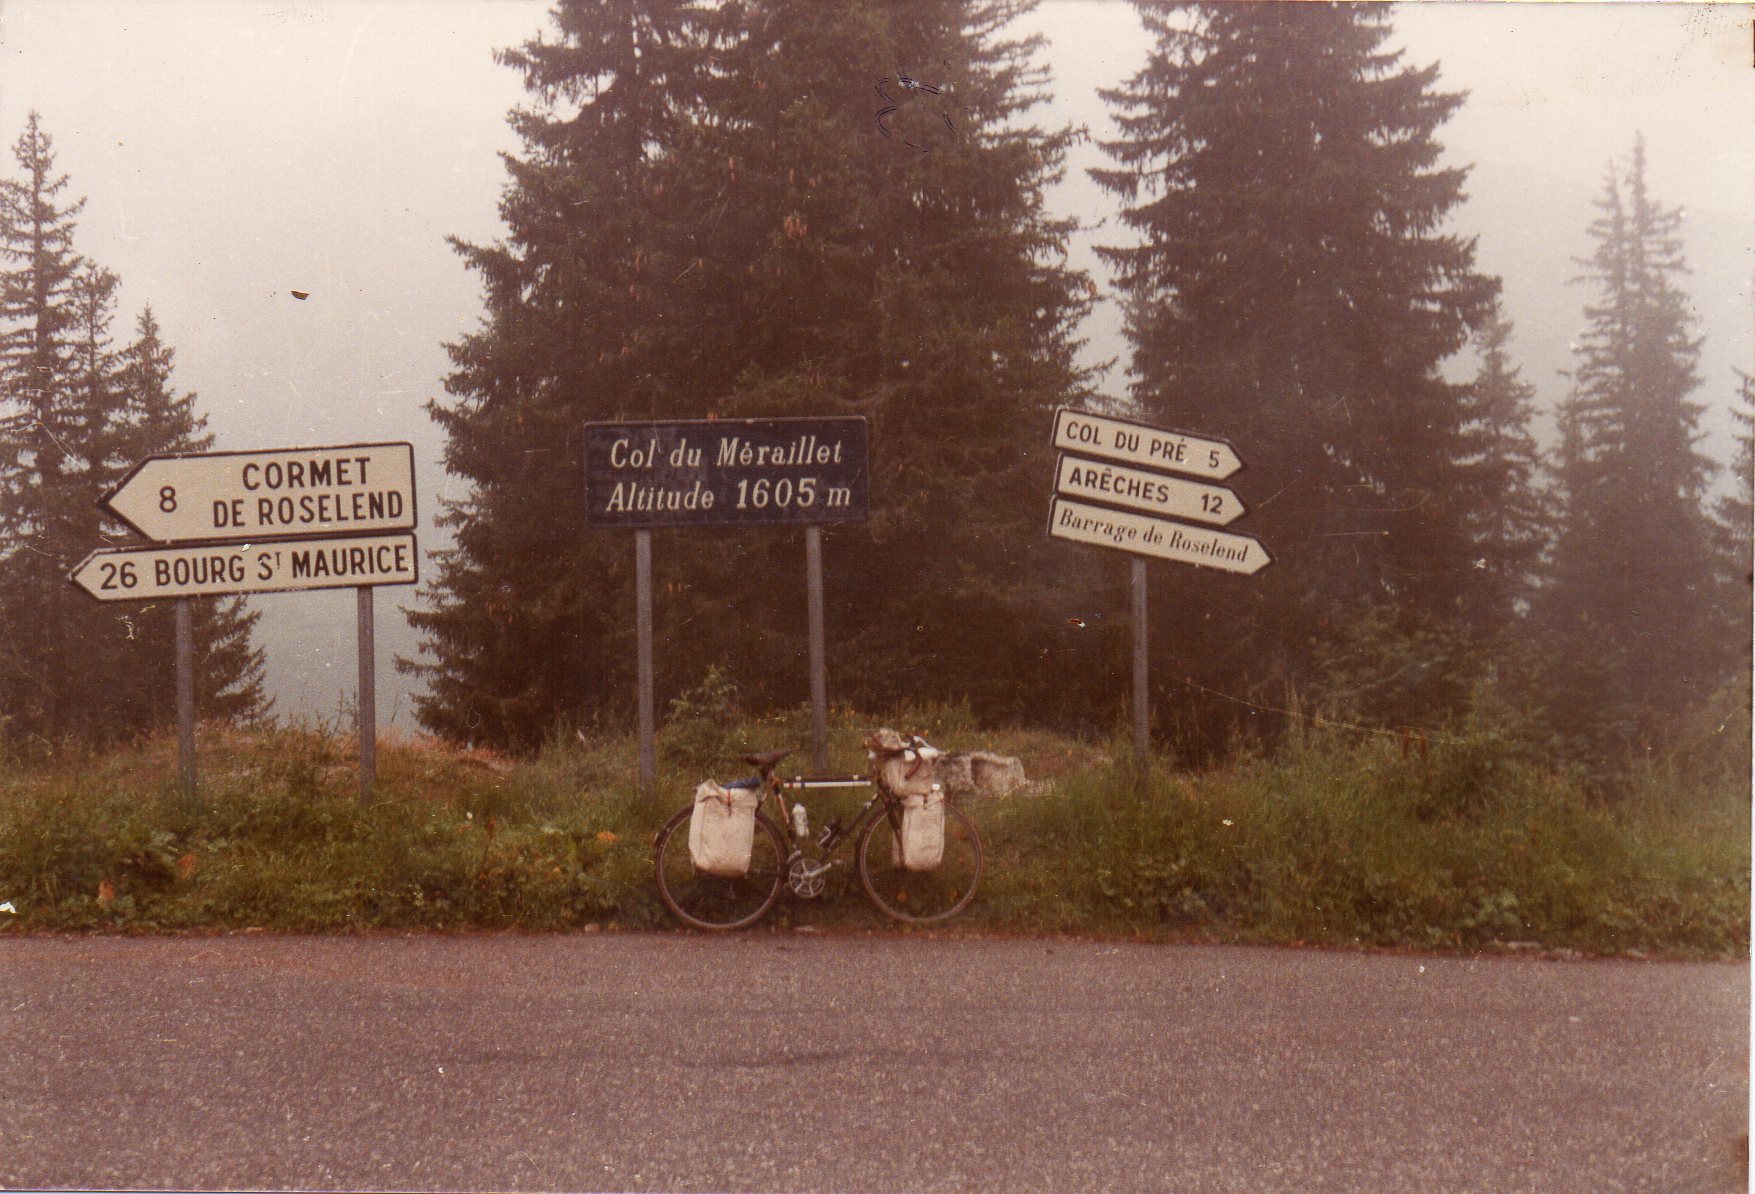 8 CORMET
DE ROSELEND
26 BOURG ST MAURICE
Col du Méraillet
Altitude 1605 m
COL DU PRÉ 5
ARÊCHES 12
Barrage de Roselend